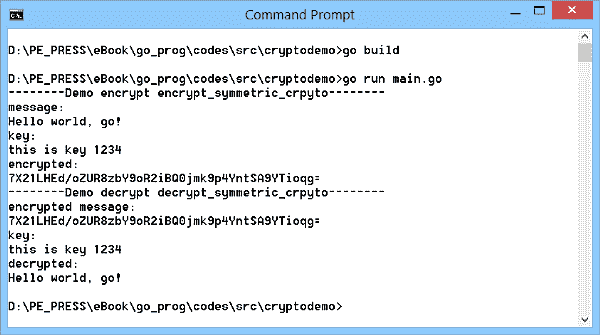 Command Prompt
D:\PE_PRESS\eBook\go_prog\codes\src\cryptodemo>go build
D:\PE_PRESS\eBook\go_prog\codes\src\cryptodemo>go run main.go
--------Demo encrypt encrypt_symmetric_crpyto--------
message:
Hello world, go!
key:
this is key 1234
encrypted:
7X21LHEd/oZUR8zbY9oR2iBQ0jmk9p4YntSA9YTioqg=
--------Demo decrypt decrypt_symmetric_crpyto--------
encrypted message:
7X21LHEd/oZUR8zbY9oR2iBQ0jmk9p4YntSA9YTioqg=
key:
this is key 1234
decrypted:
Hello world, go!
D:\PE_PRESS\eBook\go_prog\codes\src\cryptodemo>